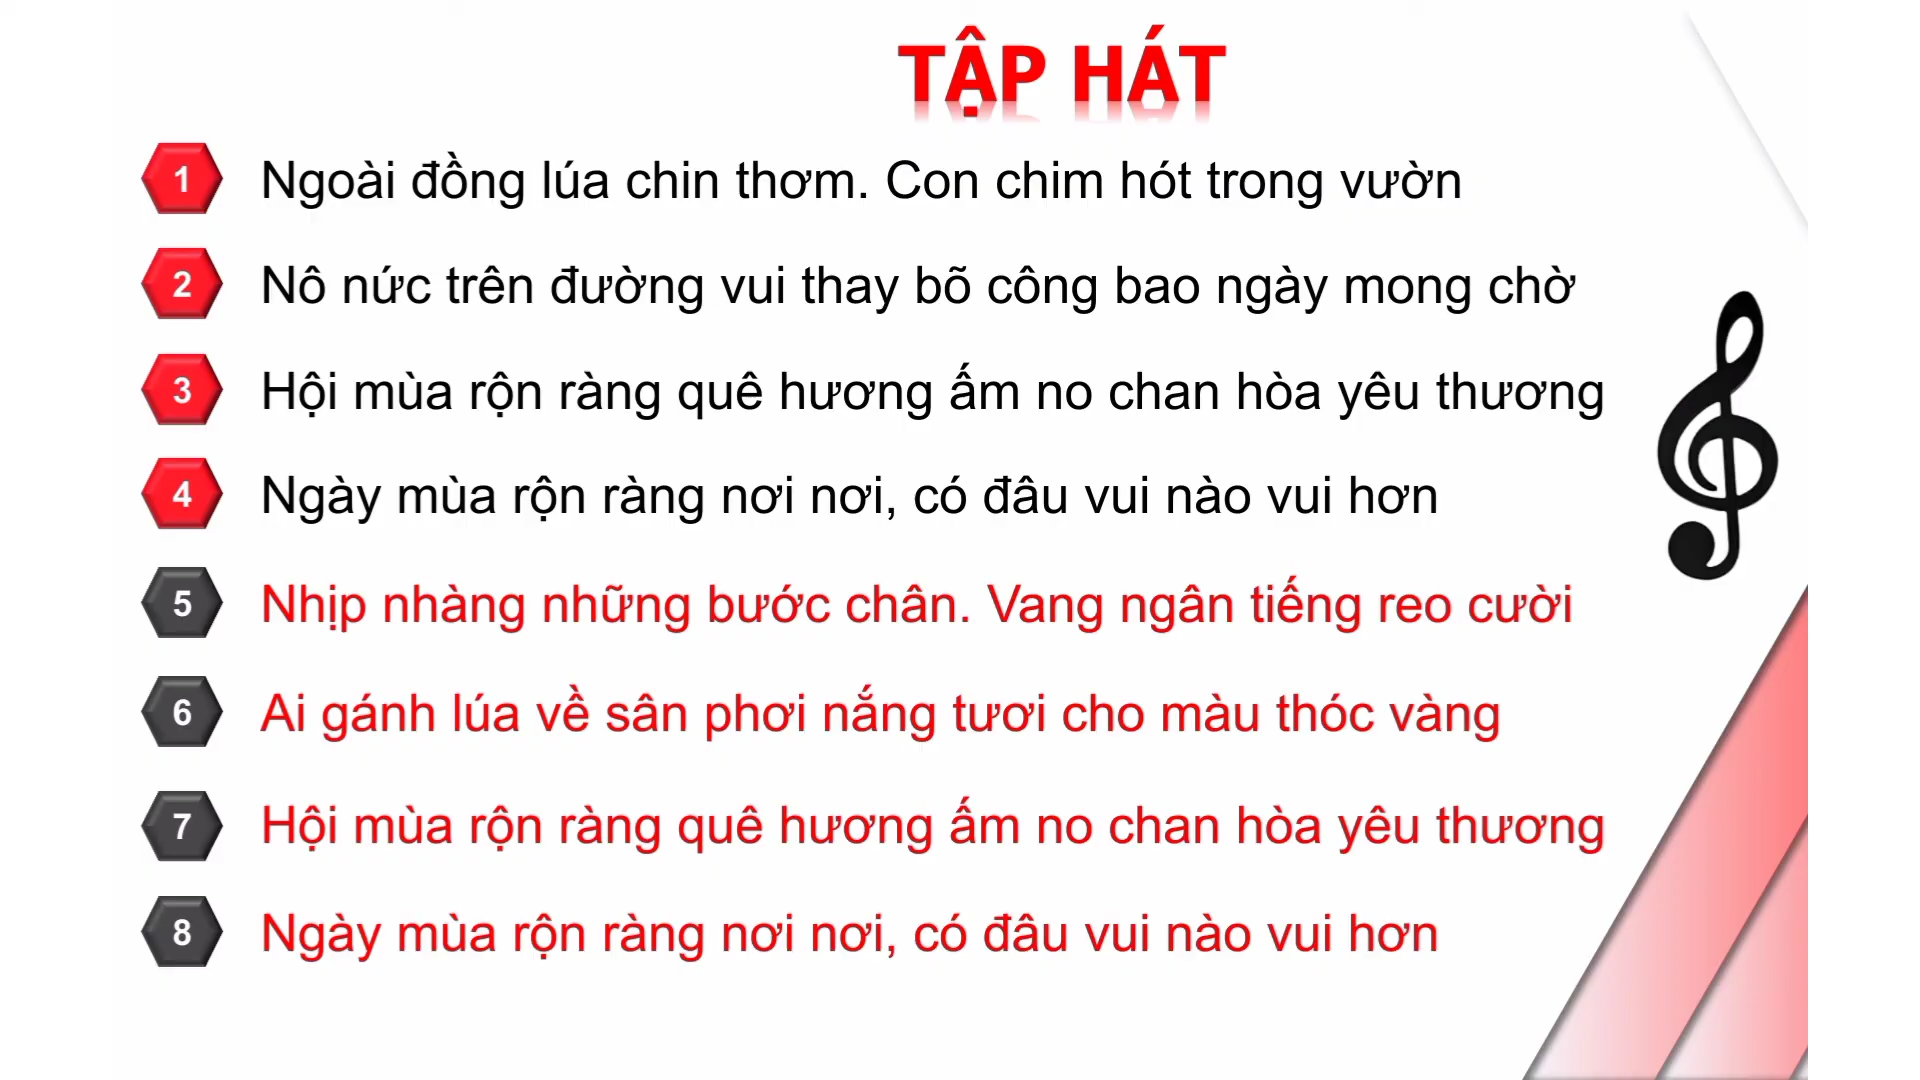 TẬP HÁT
1 Ngoài đồng lúa chin thơm. Con chim hót trong vườn
2 Nô nức trên đường vui thay bõ công bao ngày mong chờ
3 Hội mùa rộn ràng quê hương ấm no chan hòa yêu thương
4 Ngày mùa rộn ràng nơi nơi, có đâu vui nào vui hơn
5 Nhịp nhàng những bước chân. Vang ngân tiếng reo cười
6 Ai gánh lúa về sân phơi nắng tươi cho màu thóc vàng
7 Hội mùa rộn ràng quê hương ấm no chan hòa yêu thương
8 Ngày mùa rộn ràng nơi nơi, có đâu vui nào vui hơn